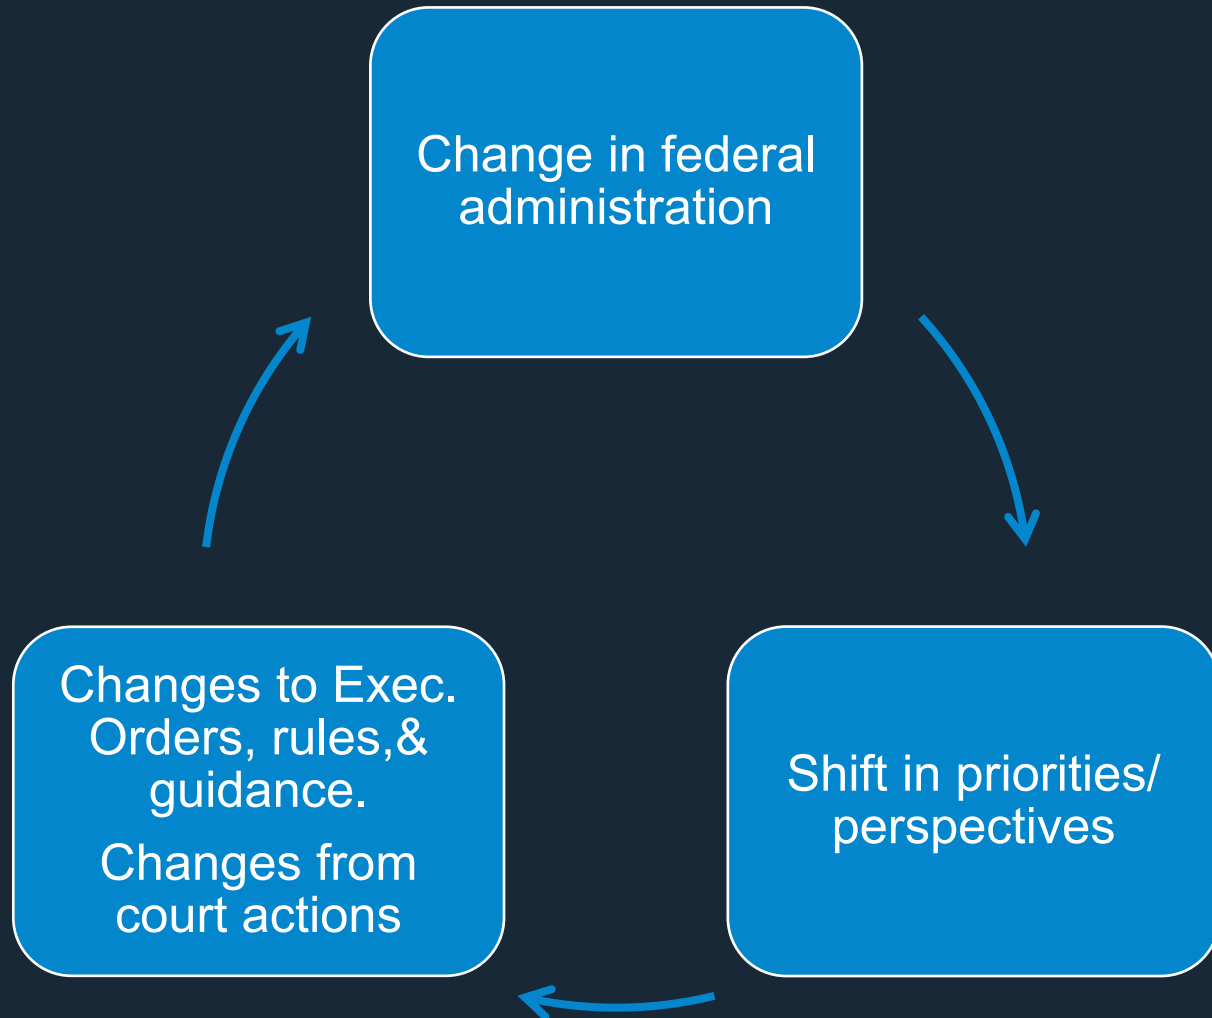 Change in federal
administration
Shift in priorities/
perspectives
Changes to Exec.
Orders, rules,&
guidance.
Changes from
court actions